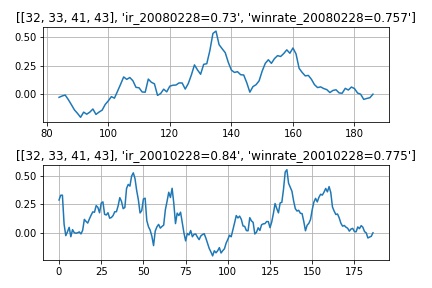 [[32, 33, 41, 43], 'ir_20080228=0.73', 'winrate_20080228=0.757']
0.50
0.25
0.00
80 100 120 140 160 180
[[32, 33, 41, 43], 'ir_20010228=0.84', 'winrate_20010228=0.775']
0.50
0.25
0.00
0 25 50 75 100 125 150 175